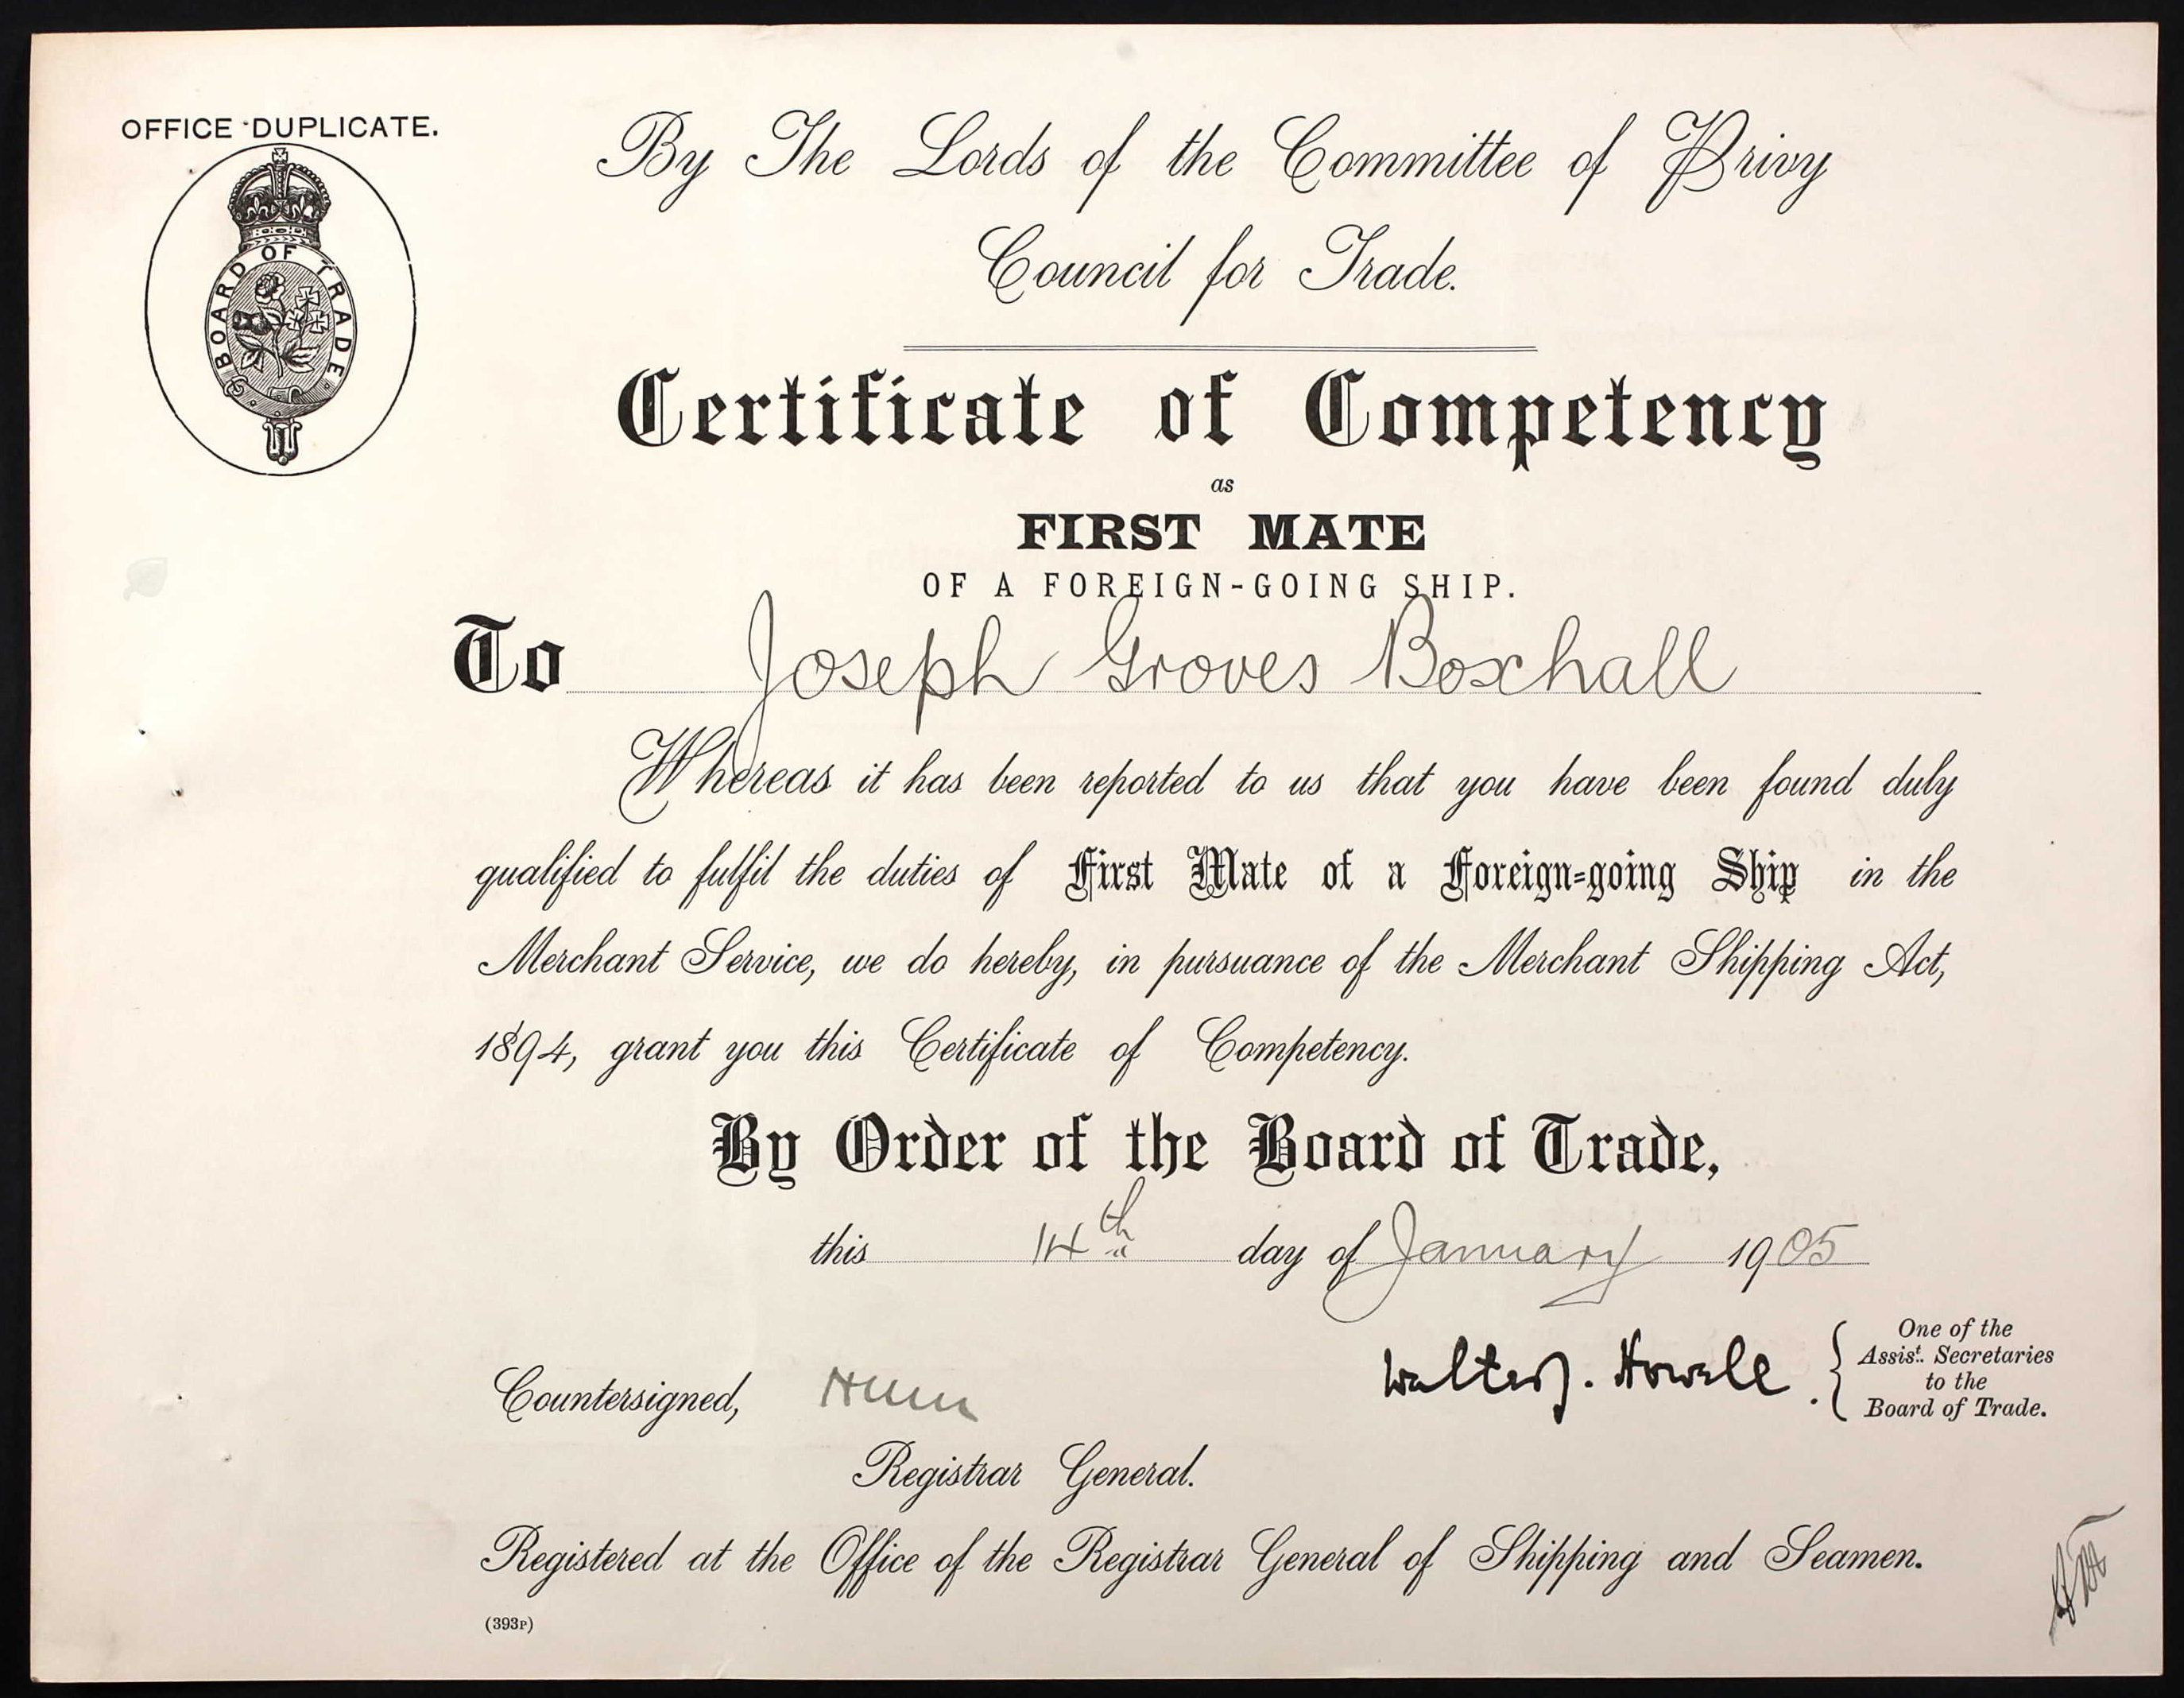 OFFICE DUPLICATE.
BOARD OF TRADE
By The Lords of the Committee of Privy
Council for Trade.
Certificate of Competency
as
FIRST MATE
OF A FOREIGN-GOING SHIP.
To Joseph Groves Boxhall
Whereas it has been reported to us that you have been found duly
qualified to fulfil the duties of First Mate of a Foreign-going Ship in the
Merchant Service, we do hereby, in pursuance of the Merchant Shipping Act,
1894, grant you this Certificate of Competency.
By Order of the Board of Trade,
this 14th day of January 1905
Walter J. Howell.
One of the
Assist. Secretaries
to the
Board of Trade.
Countersigned,
Registrar General.
Registered at the Office of the Registrar General of Shipping and Seamen.
(393P)